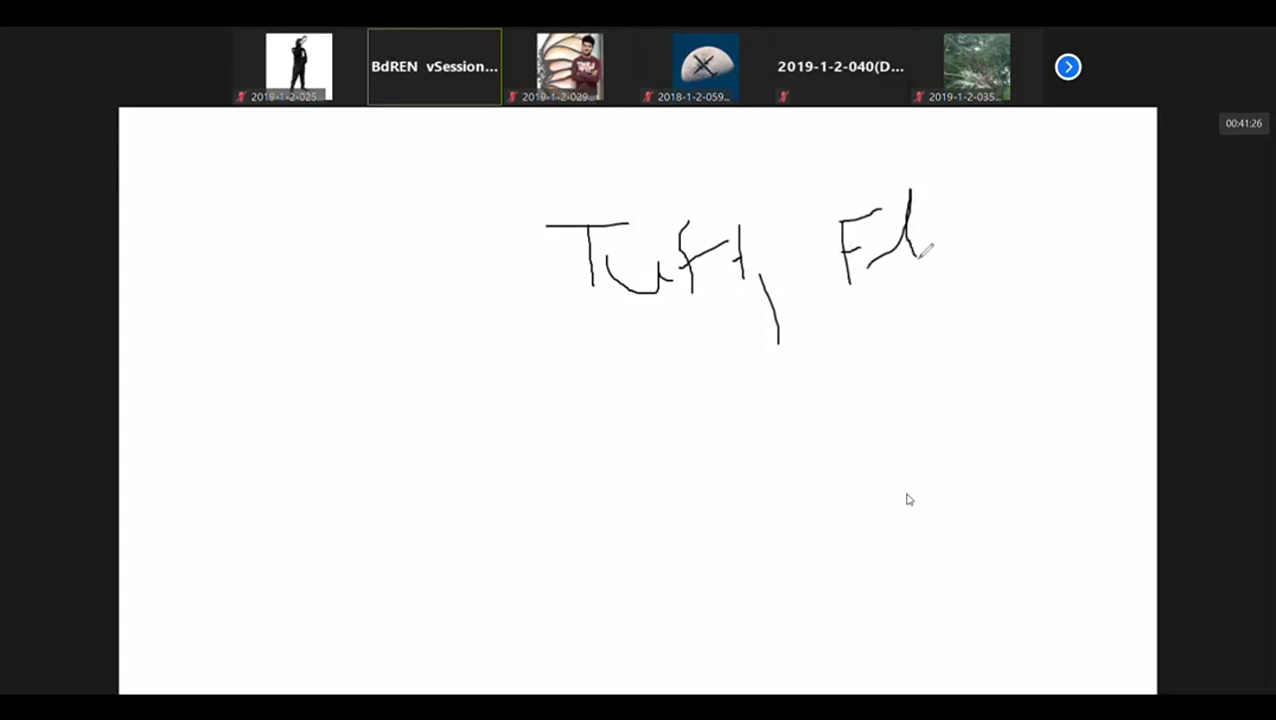 2019-1-2-025...
BdREN vSession...
2019-1-2-029...
2018-1-2-059...
2019-1-2-040(D...
2019-1-2-035...
00:41:26
Tuft, Fl